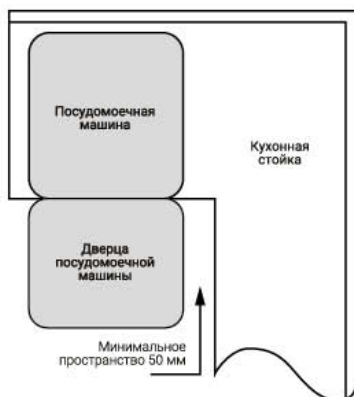 Посудомоечная
машина
Кухонная
стойка
Дверца
посудомоечной
машины
Минимальное
пространство 50 мм